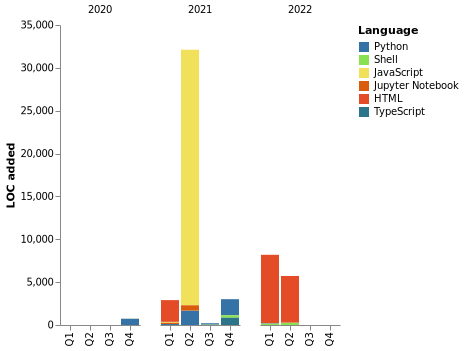 2020
2021
2022
Language
Python
Shell
JavaScript
Jupyter Notebook
HTML
TypeScript
LOC added
35,000
30,000
25,000
20,000
15,000
10,000
5,000
0
Q1
Q2
Q3
Q4
Q1
Q2
Q3
Q4
Q1
Q2
Q3
Q4